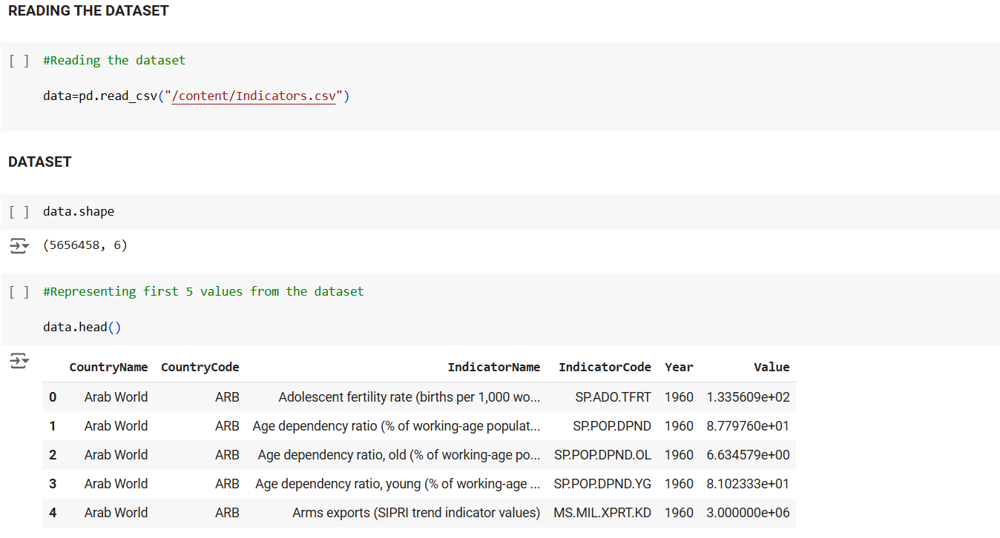 READING THE DATASET
[ ] #Reading the dataset
data=pd.read_csv("/content/Indicators.csv")
DATASET
[ ] data.shape
(5656458, 6)
[ ] #Representing first 5 values from the dataset
data.head()
CountryName CountryCode IndicatorName IndicatorCode Year Value
0 Arab World ARB Adolescent fertility rate (births per 1,000 wo... SP.ADO.TFRT 1960 1.335609e+02
1 Arab World ARB Age dependency ratio (% of working-age populat... SP.POP.DPND 1960 8.779760e+01
2 Arab World ARB Age dependency ratio, old (% of working-age po... SP.POP.DPND.OL 1960 6.634579e+00
3 Arab World ARB Age dependency ratio, young (% of working-age ... SP.POP.DPND.YG 1960 8.102333e+01
4 Arab World ARB Arms exports (SIPRI trend indicator values) MS.MIL.XPRT.KD 1960 3.000000e+06